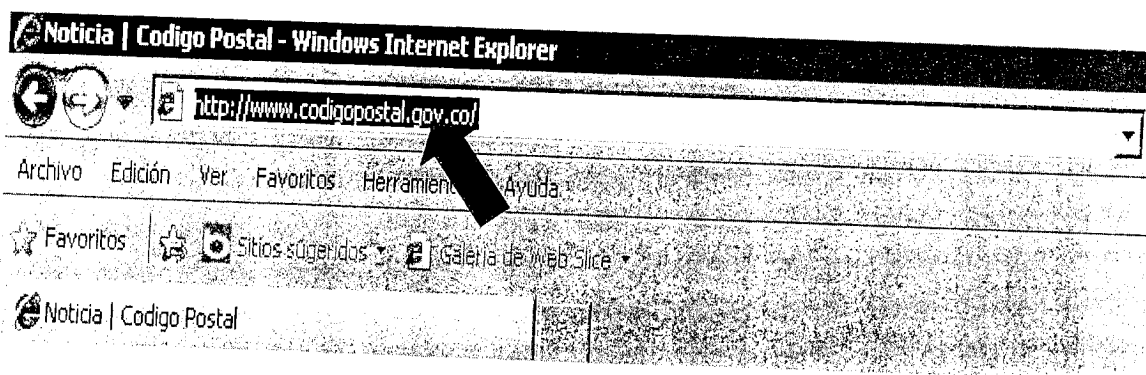 Noticia | Codigo Postal - Windows Internet Explorer
http://www.codigopostal.gov.co/
Archivo Edición Ver Favoritos Ayuda
Favoritos Sitios sugeridos Galería de Web Slice
Noticia | Codigo Postal